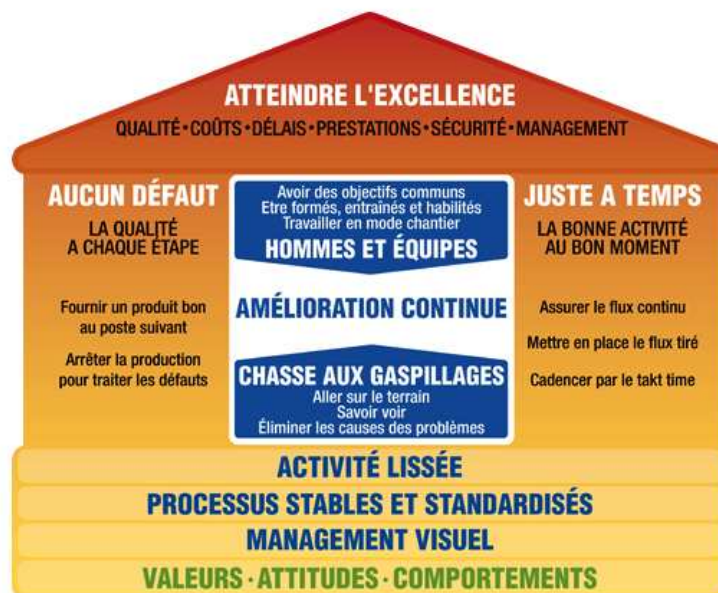 ATTEINDRE L'EXCELLENCE
QUALITÉ•COÛTS•DÉLAIS•PRESTATIONS•SÉCURITÉ•MANAGEMENT
AUCUN DÉFAUT
LA QUALITÉ
A CHAQUE ÉTAPE
Fournir un produit bon
au poste suivant
Arrêter la production
pour traiter les défauts
Avoir des objectifs communs
Etre formés, entraînés et habilités
Travailler en mode chantier
HOMMES ET ÉQUIPES
AMÉLIORATION CONTINUE
CHASSE AUX GASPILLAGES
Aller sur le terrain
Savoir voir
Éliminer les causes des problèmes
JUSTE A TEMPS
LA BONNE ACTIVITÉ
AU BON MOMENT
Assurer le flux continu
Mettre en place le flux tiré
Cadencer par le takt time
ACTIVITÉ LISSÉE
PROCESSUS STABLES ET STANDARDISÉS
MANAGEMENT VISUEL
VALEURS · ATTITUDES · COMPORTEMENTS